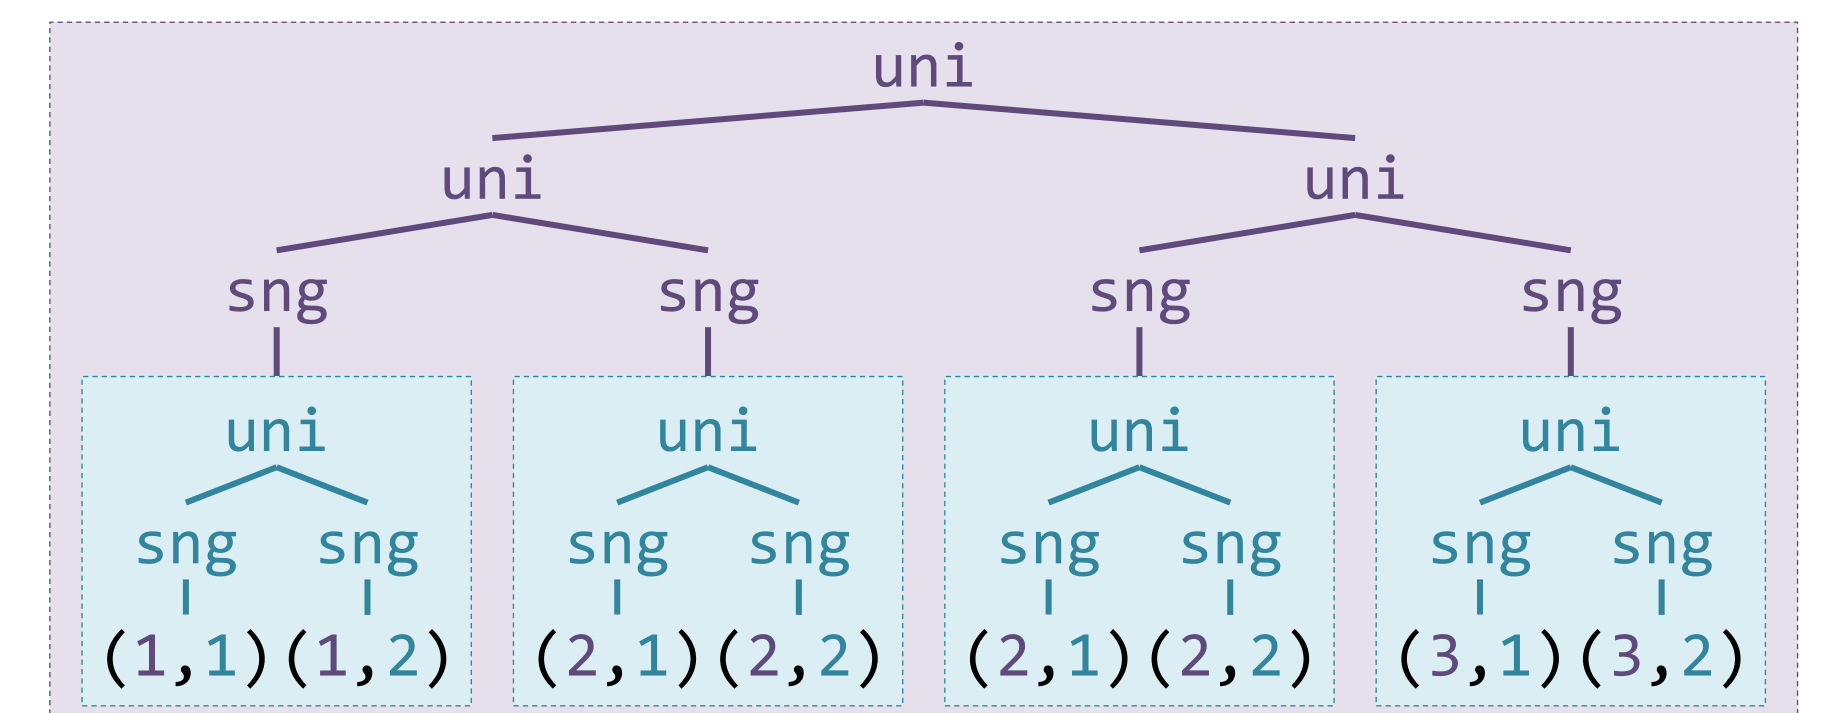 uni
uni uni
sng sng sng sng
uni uni uni uni
sng sng sng sng sng sng sng sng
(1,1)(1,2) (2,1)(2,2) (2,1)(2,2) (3,1)(3,2)